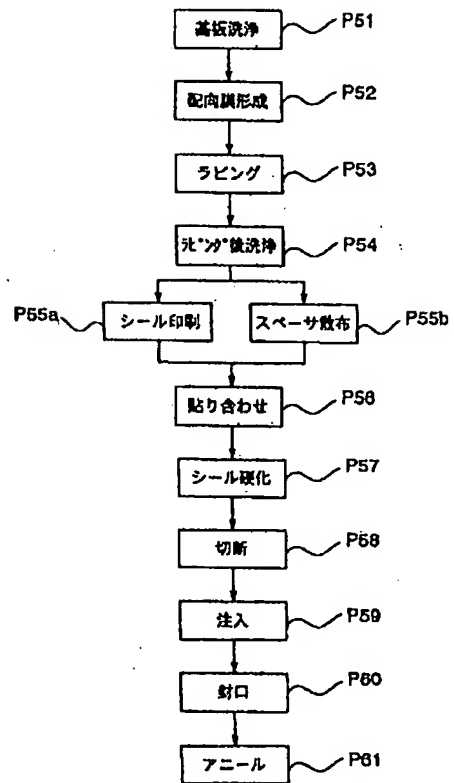 基板洗浄 P51
配向膜形成 P52
ラビング P53
ﾗﾋﾞﾝｸﾞ後洗浄 P54
P55a シール印刷 スペーサ散布 P55b
貼り合わせ P56
シール硬化 P57
切断 P58
注入 P59
封口 P60
アニール P61